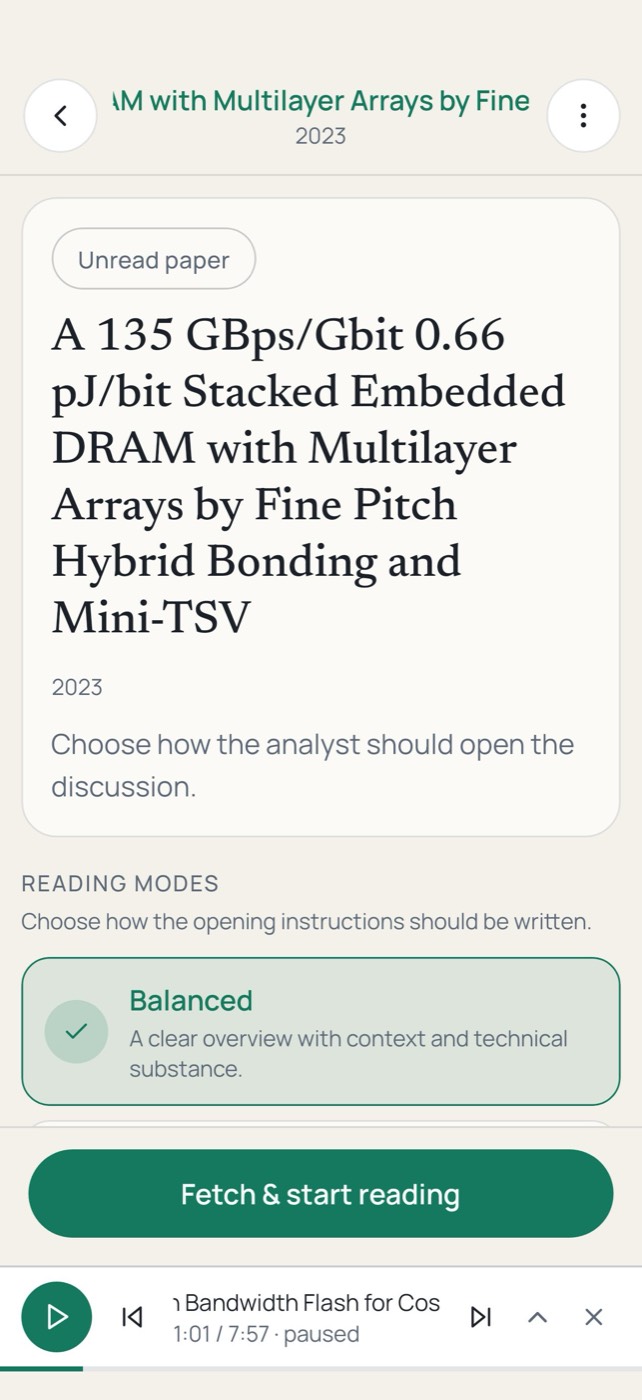 AM with Multilayer Arrays by Fine
2023
Unread paper
A 135 GBps/Gbit 0.66
pJ/bit Stacked Embedded
DRAM with Multilayer
Arrays by Fine Pitch
Hybrid Bonding and
Mini-TSV
2023
Choose how the analyst should open the
discussion.
READING MODES
Choose how the opening instructions should be written.
Balanced
A clear overview with context and technical
substance.
Fetch & start reading
Bandwidth Flash for Cos
1:01 / 7:57 · paused